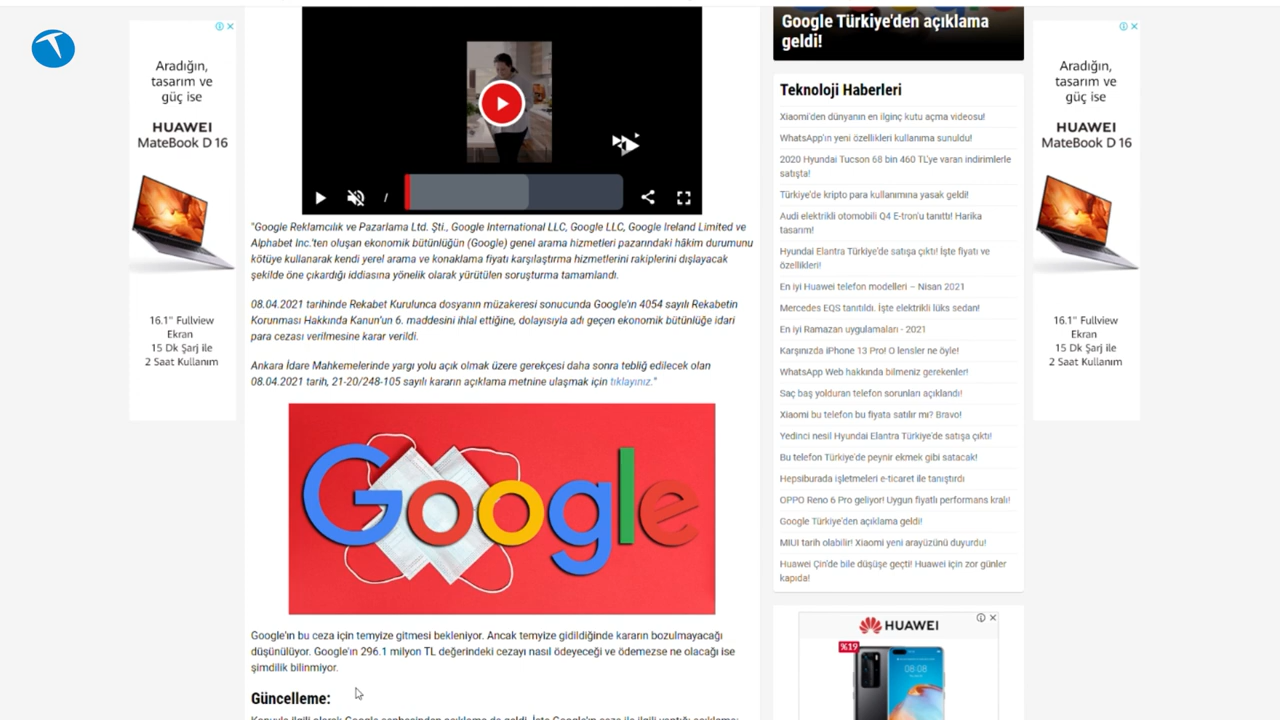 Aradığın,
tasarım ve
güç ise
HUAWEI
MateBook D 16
16.1" Fullview
Ekran
15 Dk Şarj ile
2 Saat Kullanım
/
"Google Reklamcılık ve Pazarlama Ltd. Şti., Google International LLC, Google LLC, Google Ireland Limited ve
Alphabet Inc.'ten oluşan ekonomik bütünlüğün (Google) genel arama hizmetleri pazarındaki hâkim durumunu
kötüye kullanarak kendi yerel arama ve konaklama fiyatı karşılaştırma hizmetlerini rakiplerini dışlayacak
şekilde öne çıkardığı iddiasına yönelik olarak yürütülen soruşturma tamamlandı.
08.04.2021 tarihinde Rekabet Kurulunca dosyanın müzakeresi sonucunda Google'ın 4054 sayılı Rekabetin
Korunması Hakkında Kanun'un 6. maddesini ihlal ettiğine, dolayısıyla adı geçen ekonomik bütünlüğe idari
para cezası verilmesine karar verildi.
Ankara İdare Mahkemelerinde yargı yolu açık olmak üzere gerekçesi daha sonra tebliğ edilecek olan
08.04.2021 tarih, 21-20/248-105 sayılı kararın açıklama metnine ulaşmak için tıklayınız."
Google
Google'ın bu ceza için temyize gitmesi bekleniyor. Ancak temyize gidildiğinde kararın bozulmayacağı
düşünülüyor. Google'ın 296.1 milyon TL değerindeki cezayı nasıl ödeyeceği ve ödemezse ne olacağı ise
şimdilik bilinmiyor.
Güncelleme:
Google Türkiye'den açıklama
geldi!
Teknoloji Haberleri
Xiaomi'den dünyanın en ilginç kutu açma videosu!
WhatsApp'ın yeni özellikleri kullanıma sunuldu!
2020 Hyundai Tucson 68 bin 460 TL'ye varan indirimlerle
satışta!
Türkiye'de kripto para kullanımına yasak geldi!
Audi elektrikli otomobili Q4 E-tron'u tanıttı! Harika
tasarım!
Hyundai Elantra Türkiye'de satışa çıktı! İşte fiyatı ve
özellikleri!
En iyi Huawei telefon modelleri – Nisan 2021
Mercedes EQS tanıtıldı. İşte elektrikli lüks sedan!
En iyi Ramazan uygulamaları - 2021
Karşınızda iPhone 13 Pro! O lensler ne öyle!
WhatsApp Web hakkında bilmeniz gerekenler!
Saç baş yolduran telefon sorunları açıklandı!
Xiaomi bu telefon bu fiyata satılır mı? Bravo!
Yedinci nesil Hyundai Elantra Türkiye'de satışa çıktı!
Bu telefon Türkiye'de peynir ekmek gibi satacak!
Hepsiburada işletmeleri e-ticaret ile tanıştırdı
OPPO Reno 6 Pro geliyor! Uygun fiyatlı performans kralı!
Google Türkiye'den açıklama geldi!
MIUI tarih olabilir! Xiaomi yeni arayüzünü duyurdu!
Huawei Çin'de bile düşüşe geçti! Huawei için zor günler
kapıda!
HUAWEI
%19
08:08
Aradığın,
tasarım ve
güç ise
HUAWEI
MateBook D 16
16.1" Fullview
Ekran
15 Dk Şarj ile
2 Saat Kullanım